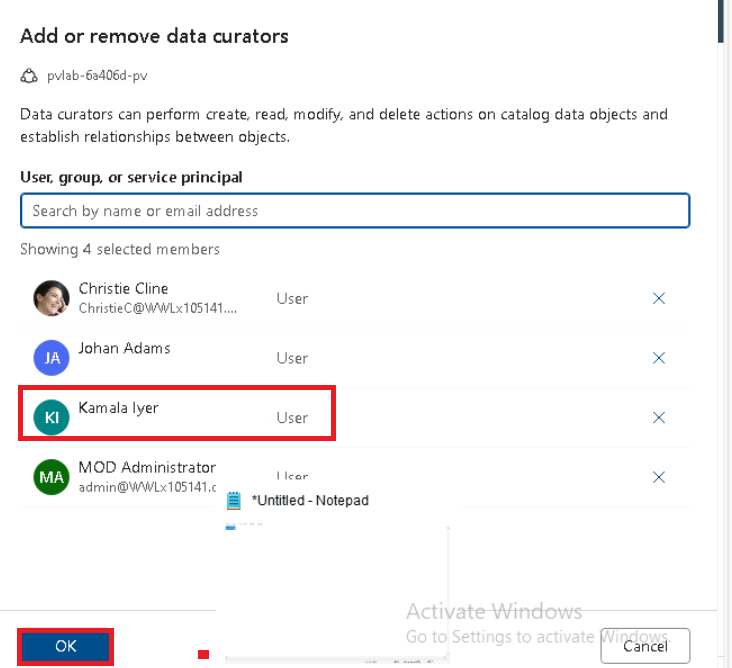 Add or remove data curators
pvlab-6a406d-pv
Data curators can perform create, read, modify, and delete actions on catalog data objects and
establish relationships between objects.
User, group, or service principal
Search by name or email address
Showing 4 selected members
Christie Cline
ChristieC@WWLx105141....
User
JA
Johan Adams
User
KI
Kamala Iyer
User
MA
MOD Administrator
admin@WWLx105141.c
User
*Untitled - Notepad
Activate Windows
Go to Settings to activate Windows.
OK
Cancel